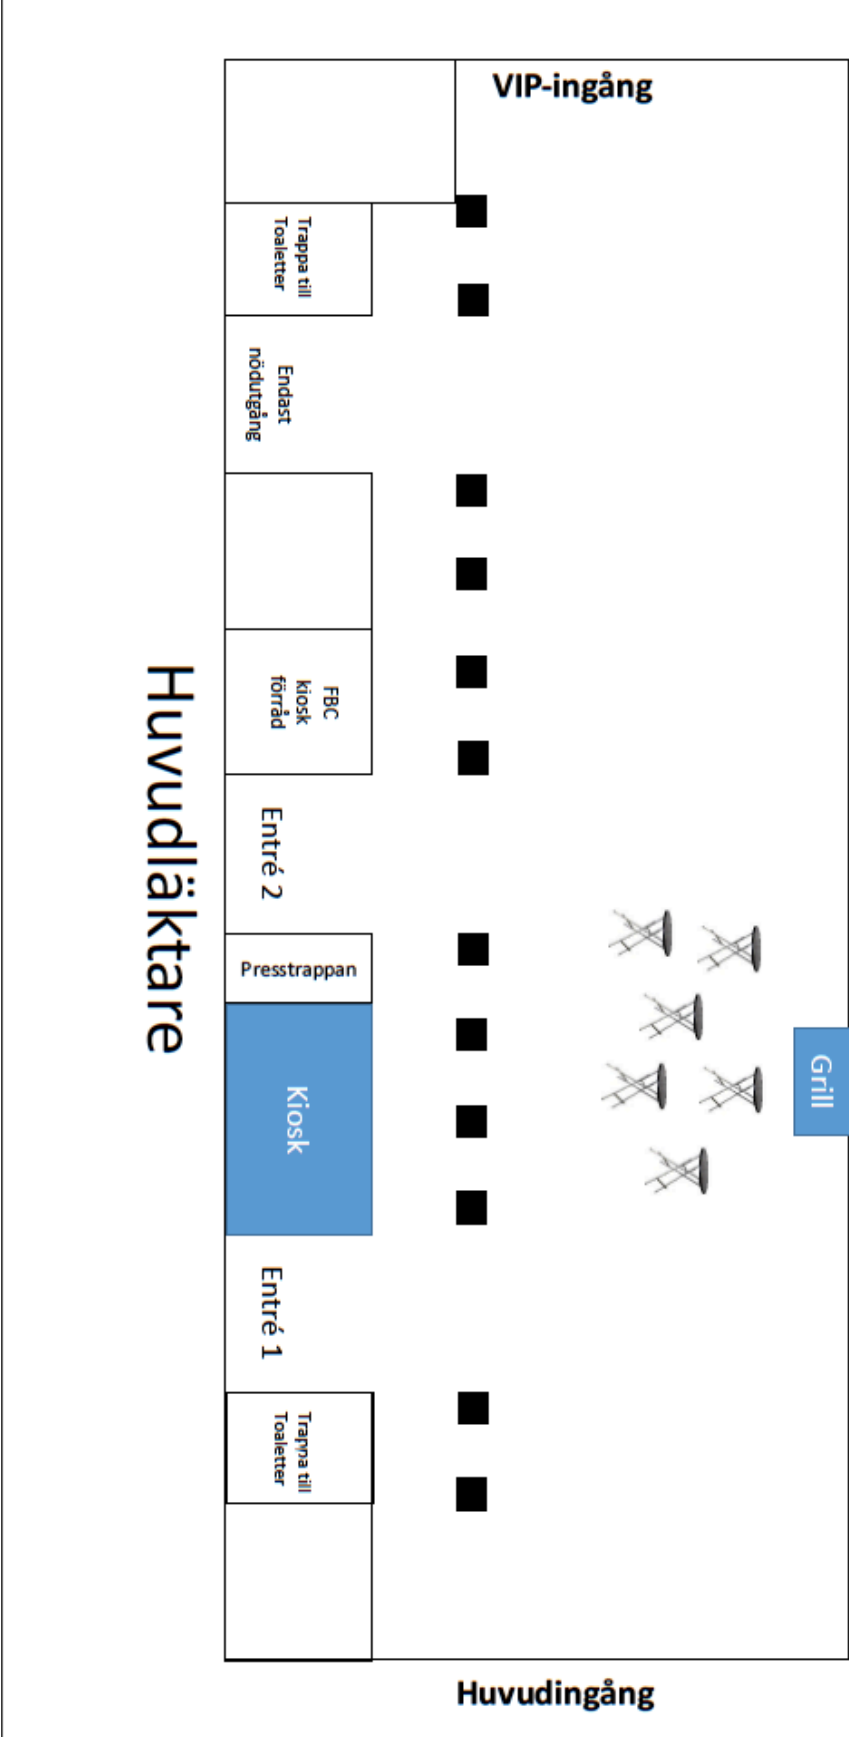 VIP-ingång
Trappa till
Toaletter
Endast
nödutgång
FBC
kiosk
förråd
Huvudläktare
Entré 2
Presstrappan
Grill
Kiosk
Entré 1
Trappa till
Toaletter
Huvudingång